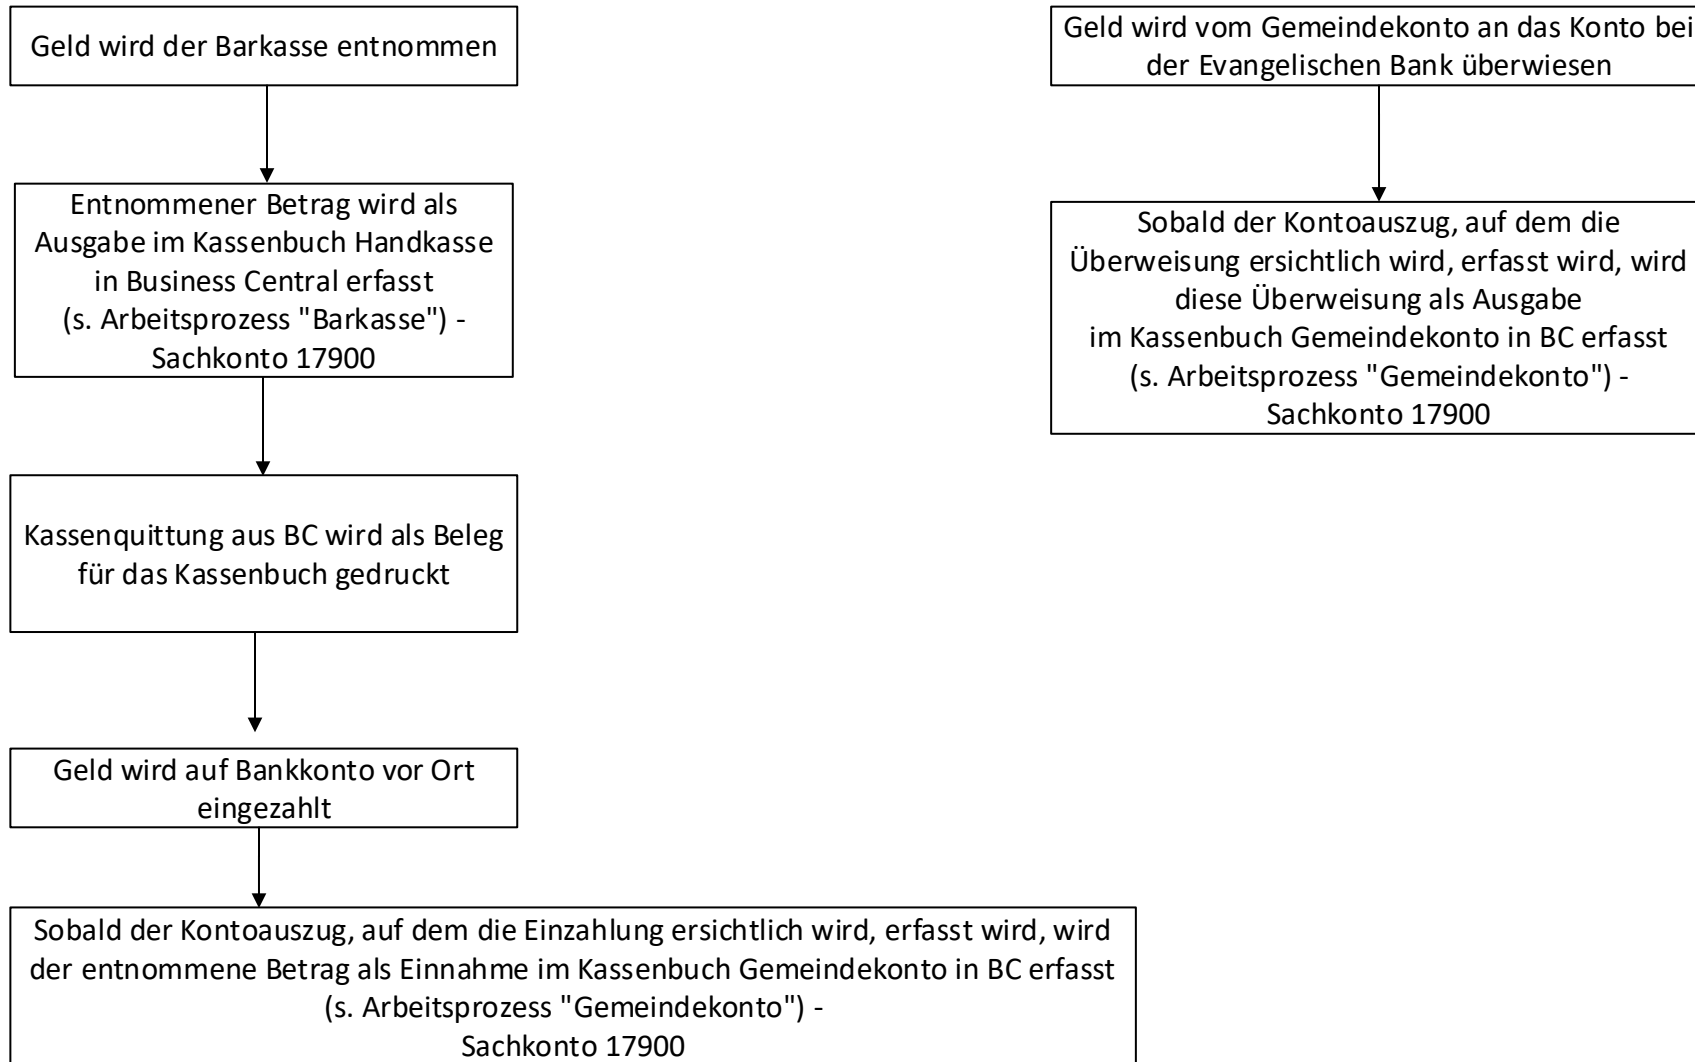 Geld wird der Barkasse entnommen
Entnommener Betrag wird als
Ausgabe im Kassenbuch Handkasse
in Business Central erfasst
(s. Arbeitsprozess "Barkasse") -
Sachkonto 17900
Kassenquittung aus BC wird als Beleg
für das Kassenbuch gedruckt
Geld wird auf Bankkonto vor Ort
eingezahlt
Sobald der Kontoauszug, auf dem die Einzahlung ersichtlich wird, erfasst wird, wird
der entnommene Betrag als Einnahme im Kassenbuch Gemeindekonto in BC erfasst
(s. Arbeitsprozess "Gemeindekonto") -
Sachkonto 17900
Geld wird vom Gemeindekonto an das Konto bei
der Evangelischen Bank überwiesen
Sobald der Kontoauszug, auf dem die
Überweisung ersichtlich wird, erfasst wird, wird
diese Überweisung als Ausgabe
im Kassenbuch Gemeindekonto in BC erfasst
(s. Arbeitsprozess "Gemeindekonto") -
Sachkonto 17900